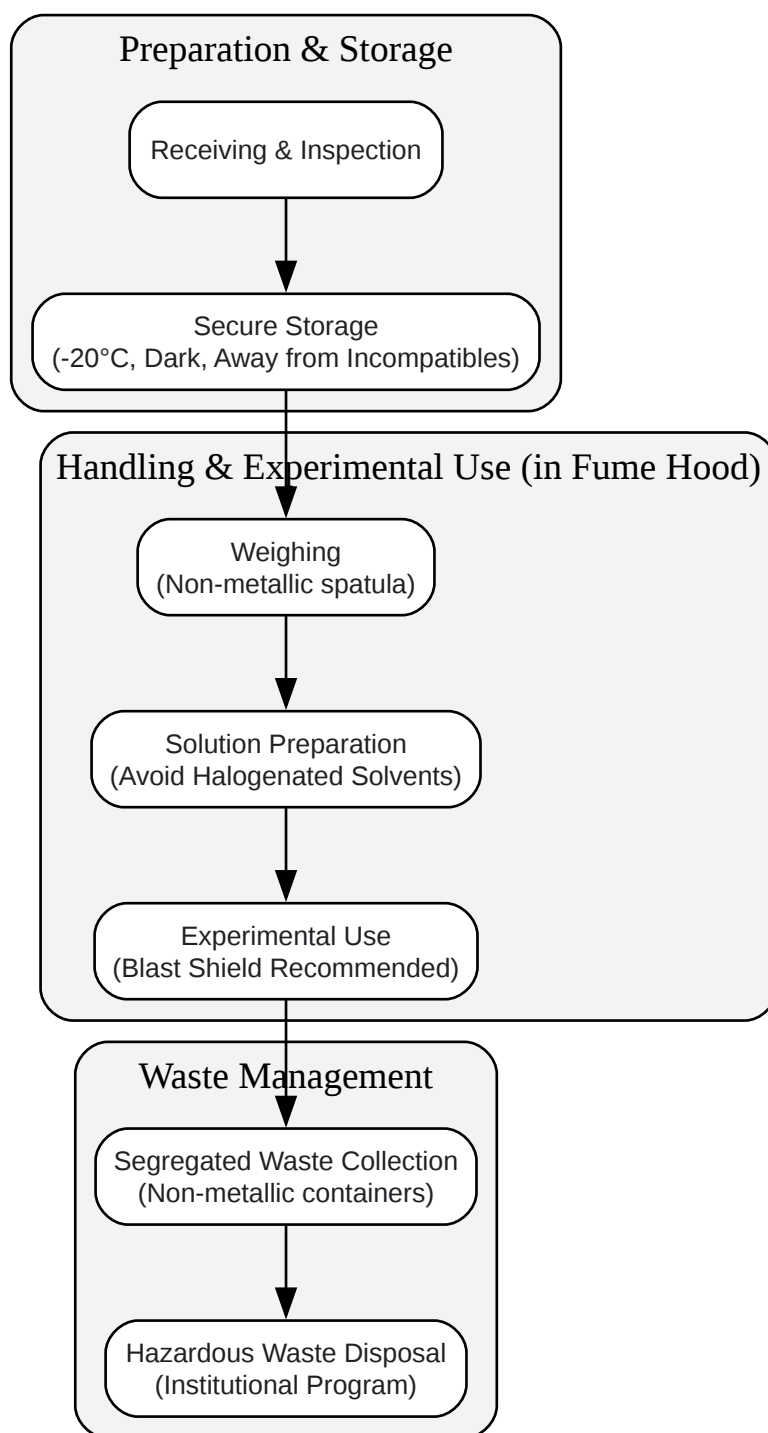 Preparation & Storage
Receiving & Inspection
Secure Storage
(-20°C, Dark, Away from Incompatibles)
Handling & Experimental Use (in Fume Hood)
Weighing
(Non-metallic spatula)
Solution Preparation
(Avoid Halogenated Solvents)
Experimental Use
(Blast Shield Recommended)
Waste Management
Segregated Waste Collection
(Non-metallic containers)
Hazardous Waste Disposal
(Institutional Program)